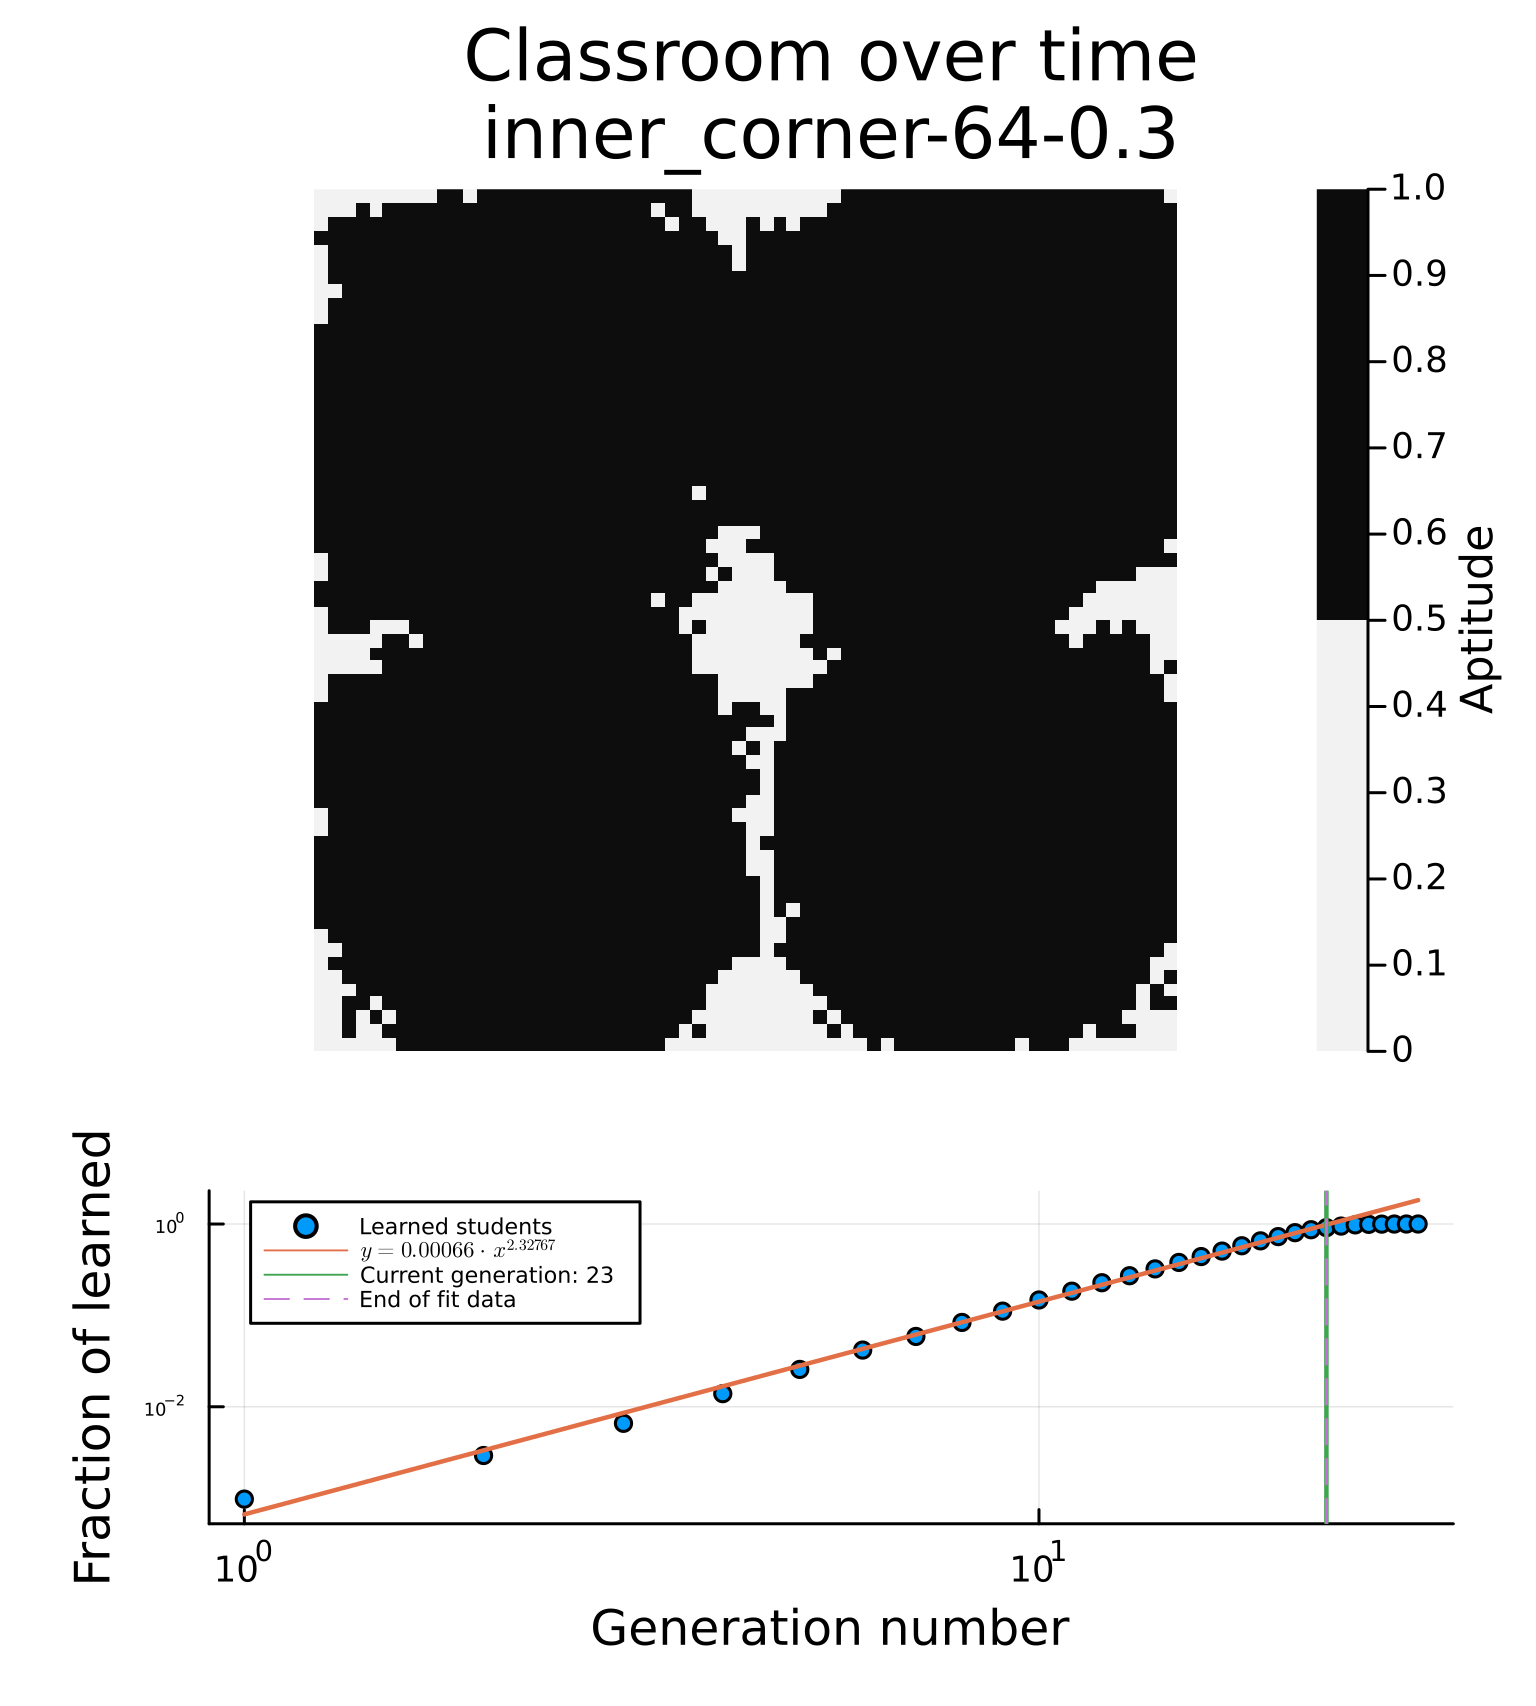 Classroom over time
inner_corner-64-0.3
1.0
0.9
0.8
0.7
0.6
0.5
0.4
0.3
0.2
0.1
0
Aptitude
Fraction of learned
10^0
10^-2
Learned students
y = 0.00066 · x^2.32767
Current generation: 23
End of fit data
10^0
10^1
Generation number